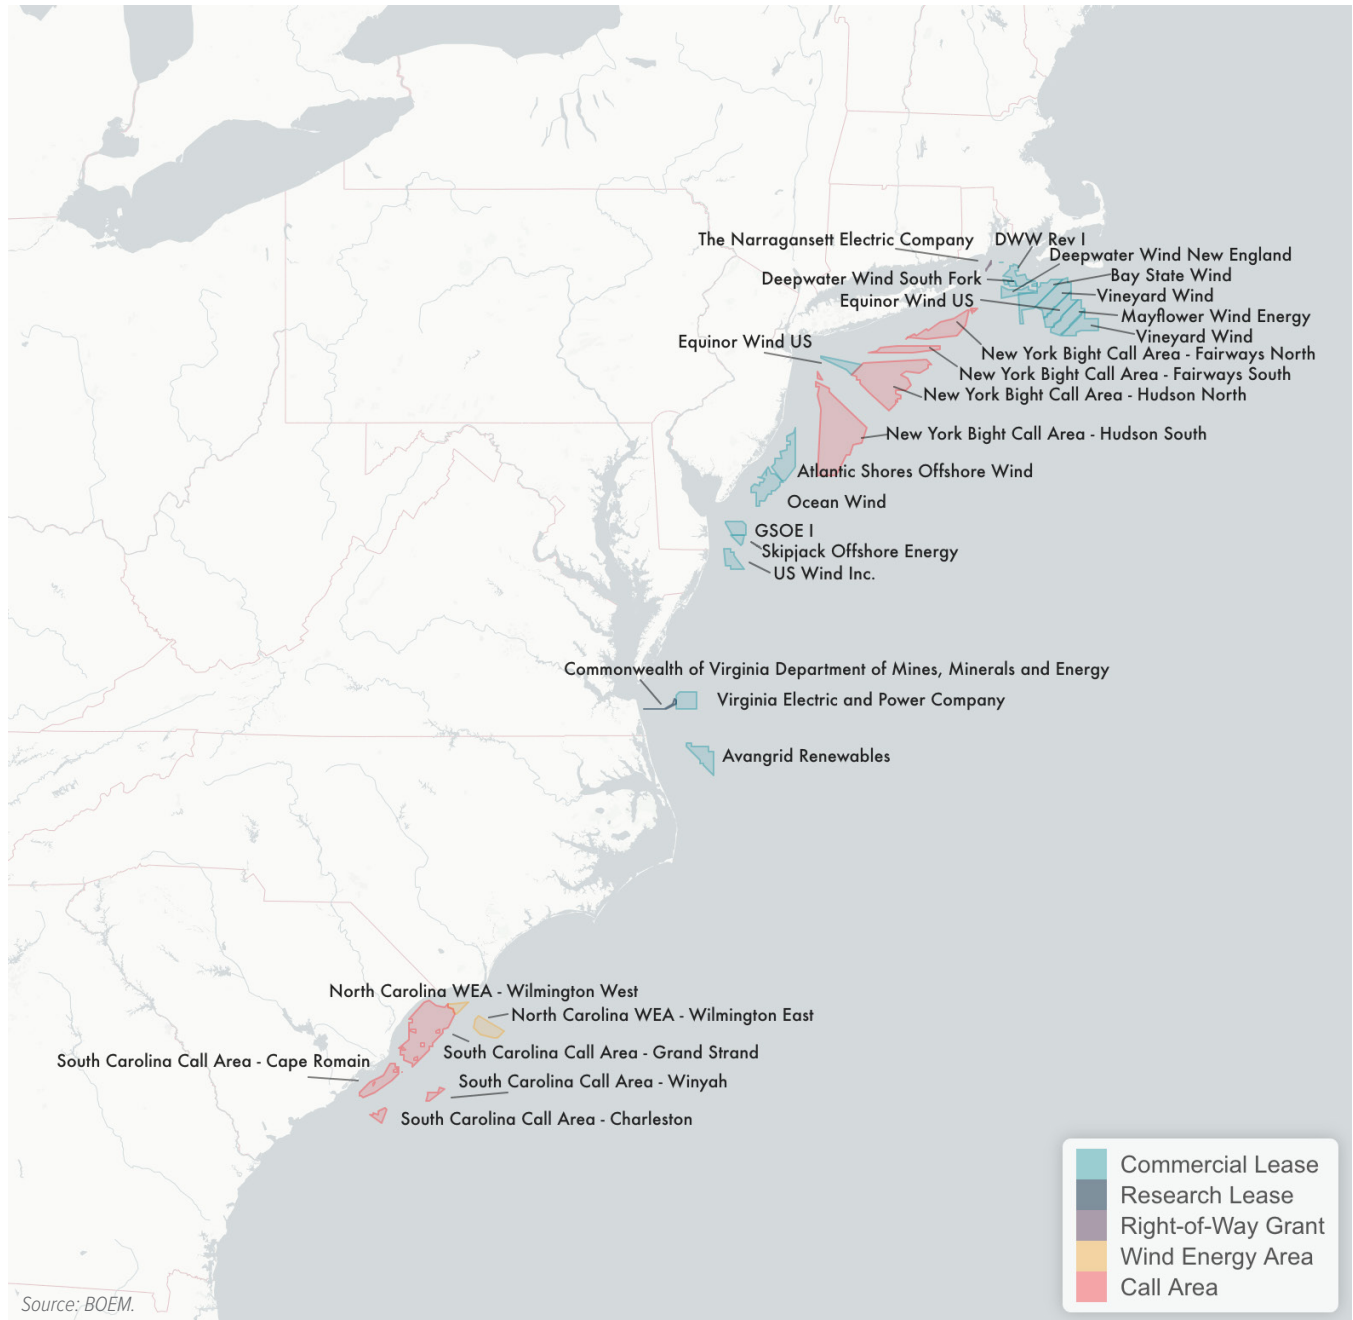 The Narragansett Electric Company
DWW Rev I
Deepwater Wind New England
Deepwater Wind South Fork
Bay State Wind
Equinor Wind US
Vineyard Wind
Mayflower Wind Energy
Vineyard Wind
Equinor Wind US
New York Bight Call Area - Fairways North
New York Bight Call Area - Fairways South
New York Bight Call Area - Hudson North
New York Bight Call Area - Hudson South
Atlantic Shores Offshore Wind
Ocean Wind
GSOE I
Skipjack Offshore Energy
US Wind Inc.
Commonwealth of Virginia Department of Mines, Minerals and Energy
Virginia Electric and Power Company
Avangrid Renewables
North Carolina WEA - Wilmington West
North Carolina WEA - Wilmington East
South Carolina Call Area - Grand Strand
South Carolina Call Area - Cape Romain
South Carolina Call Area - Winyah
South Carolina Call Area - Charleston
Commercial Lease
Research Lease
Right-of-Way Grant
Wind Energy Area
Call Area
Source: BOEM.